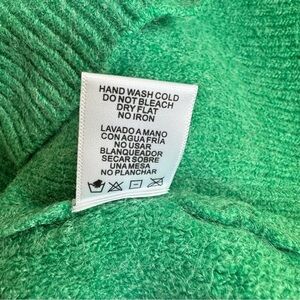 HAND WASH COLD
DO NOT BLEACH
DRY FLAT
NO IRON
LAVADO A MANO
CON AGUA FRÍA
NO USAR
BLANQUEADOR
SECAR SOBRE
UNA MESA
NO PLANCHAR